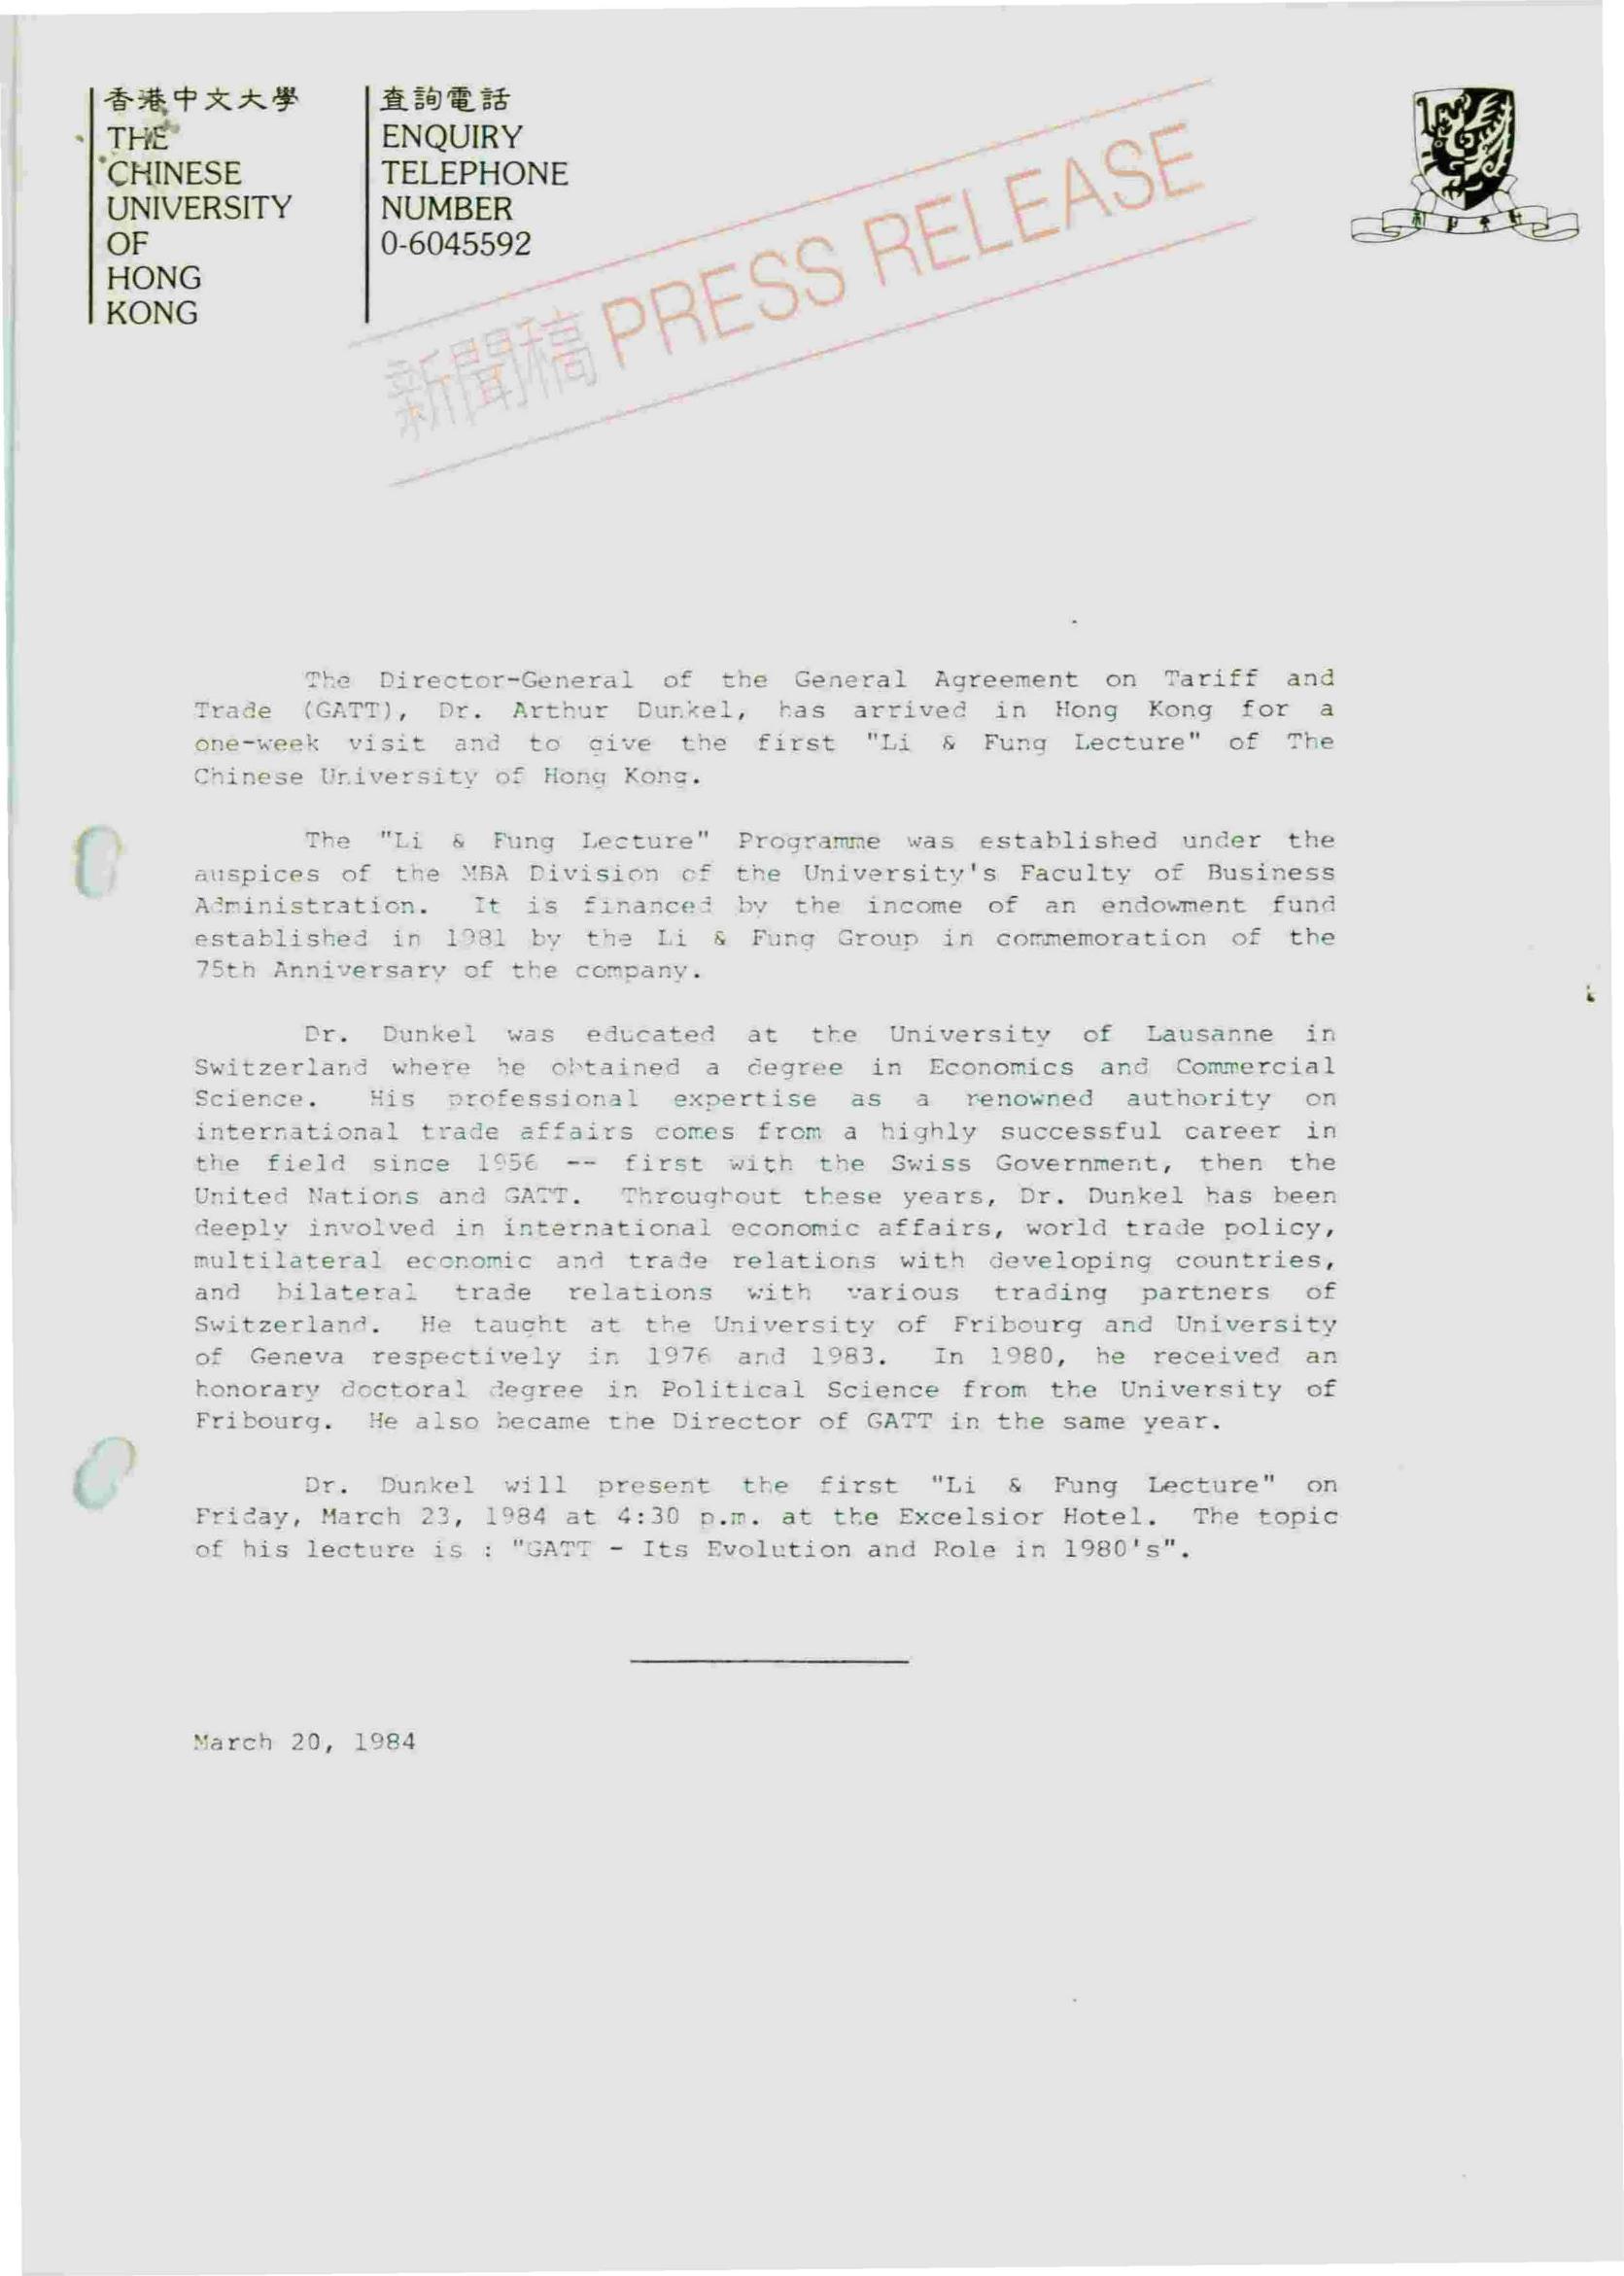 香港中文大學
THE
CHINESE
UNIVERSITY
OF
HONG
KONG
查詢電話
ENQUIRY
TELEPHONE
NUMBER
0-6045592
新聞稿 PRESS RELEASE
The Director-General of the General Agreement on Tariff and
Trade (GATT), Dr. Arthur Dunkel, has arrived in Hong Kong for a
one-week visit and to give the first "Li & Fung Lecture" of The
Chinese University of Hong Kong.
The "Li & Fung Lecture" Programme was established under the
auspices of the MBA Division of the University's Faculty of Business
Administration. It is financed by the income of an endowment fund
established in 1981 by the Li & Fung Group in commemoration of the
75th Anniversary of the company.
Dr. Dunkel was educated at the University of Lausanne in
Switzerland where he obtained a degree in Economics and Commercial
Science. His professional expertise as a renowned authority on
international trade affairs comes from a highly successful career in
the field since 1956 -- first with the Swiss Government, then the
United Nations and GATT. Throughout these years, Dr. Dunkel has been
deeply involved in international economic affairs, world trade policy,
multilateral economic and trade relations with developing countries,
and bilateral trade relations with various trading partners of
Switzerland. He taught at the University of Fribourg and University
of Geneva respectively in 1976 and 1983. In 1980, he received an
honorary doctoral degree in Political Science from the University of
Fribourg. He also became the Director of GATT in the same year.
Dr. Dunkel will present the first "Li & Fung Lecture" on
Friday, March 23, 1984 at 4:30 p.m. at the Excelsior Hotel. The topic
of his lecture is : "GATT - Its Evolution and Role in 1980's".
March 20, 1984